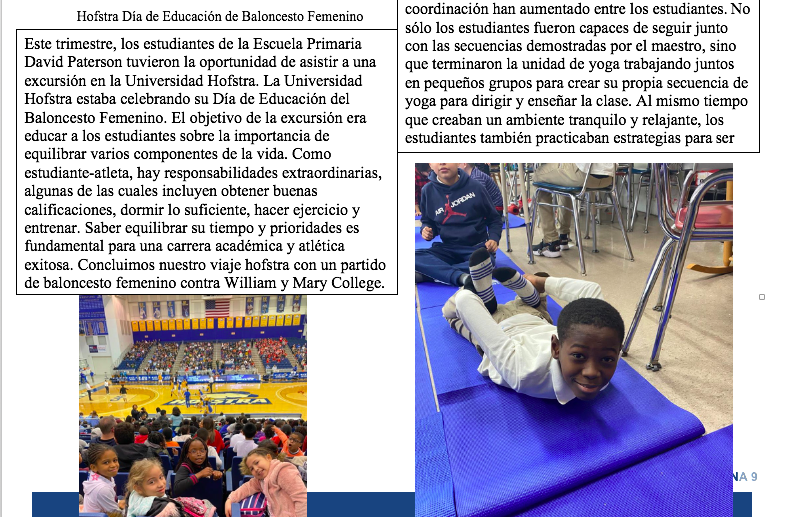 Hofstra Día de Educación de Baloncesto Femenino
Este trimestre, los estudiantes de la Escuela Primaria
David Paterson tuvieron la oportunidad de asistir a una
excursión en la Universidad Hofstra. La Universidad
Hofstra estaba celebrando su Día de Educación del
Baloncesto Femenino. El objetivo de la excursión era
educar a los estudiantes sobre la importancia de
equilibrar varios componentes de la vida. Como
estudiante-atleta, hay responsabilidades extraordinarias,
algunas de las cuales incluyen obtener buenas
calificaciones, dormir lo suficiente, hacer ejercicio y
entrenar. Saber equilibrar su tiempo y prioridades es
fundamental para una carrera académica y atlética
exitosa. Concluimos nuestro viaje hofstra con un partido
de baloncesto femenino contra William y Mary College.
coordinación han aumentado entre los estudiantes. No
sólo los estudiantes fueron capaces de seguir junto
con las secuencias demostradas por el maestro, sino
que terminaron la unidad de yoga trabajando juntos
en pequeños grupos para crear su propia secuencia de
yoga para dirigir y enseñar la clase. Al mismo tiempo
que creaban un ambiente tranquilo y relajante, los
estudiantes también practicaban estrategias para ser
AIR JORDAN
NA 9